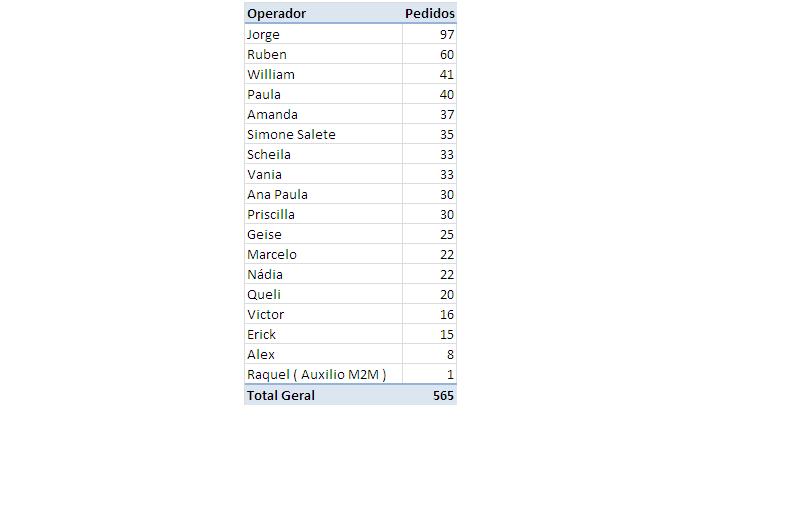 Operador Pedidos
Jorge 97
Ruben 60
William 41
Paula 40
Amanda 37
Simone Salete 35
Scheila 33
Vania 33
Ana Paula 30
Priscilla 30
Geise 25
Marcelo 22
Nádia 22
Queli 20
Victor 16
Erick 15
Alex 8
Raquel ( Auxilio M2M ) 1
Total Geral 565